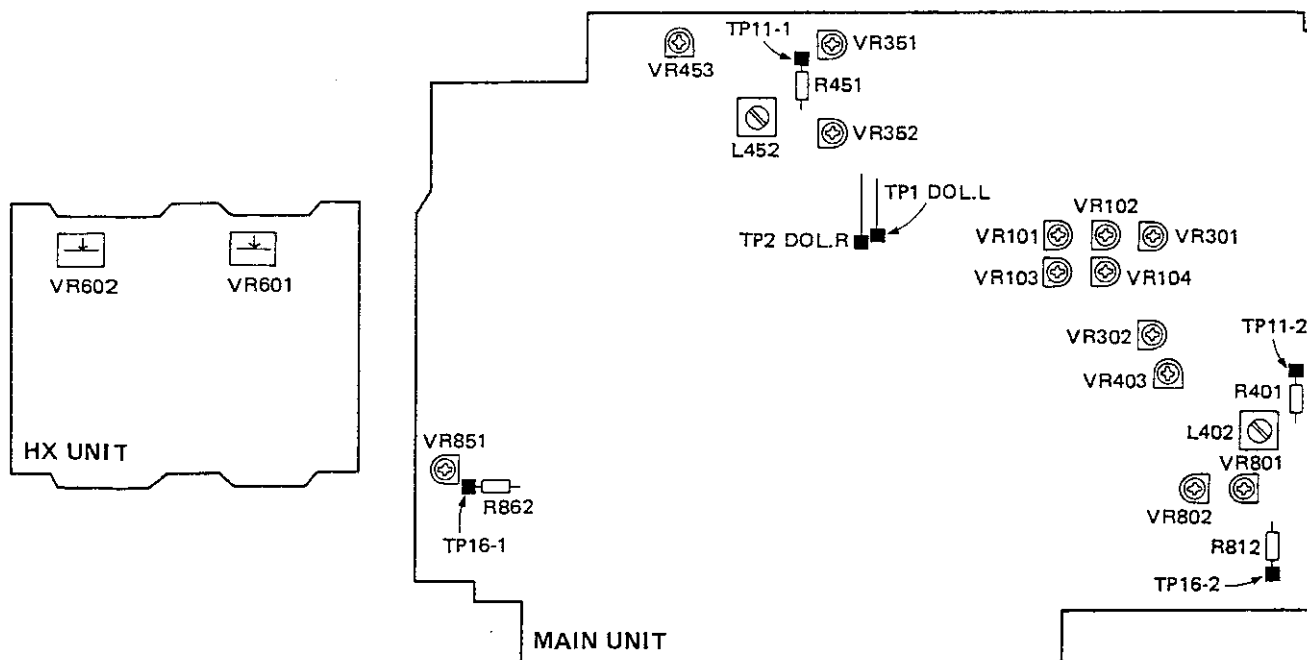 VR602
VR601
HX UNIT
TP11-1
VR453
VR351
R451
L452
VR352
TP1 DOL.L
TP2 DOL.R
VR102
VR101
VR301
VR103
VR104
VR302
TP11-2
VR403
R401
L402
VR851
VR801
R862
VR802
TP16-1
R812
TP16-2
MAIN UNIT